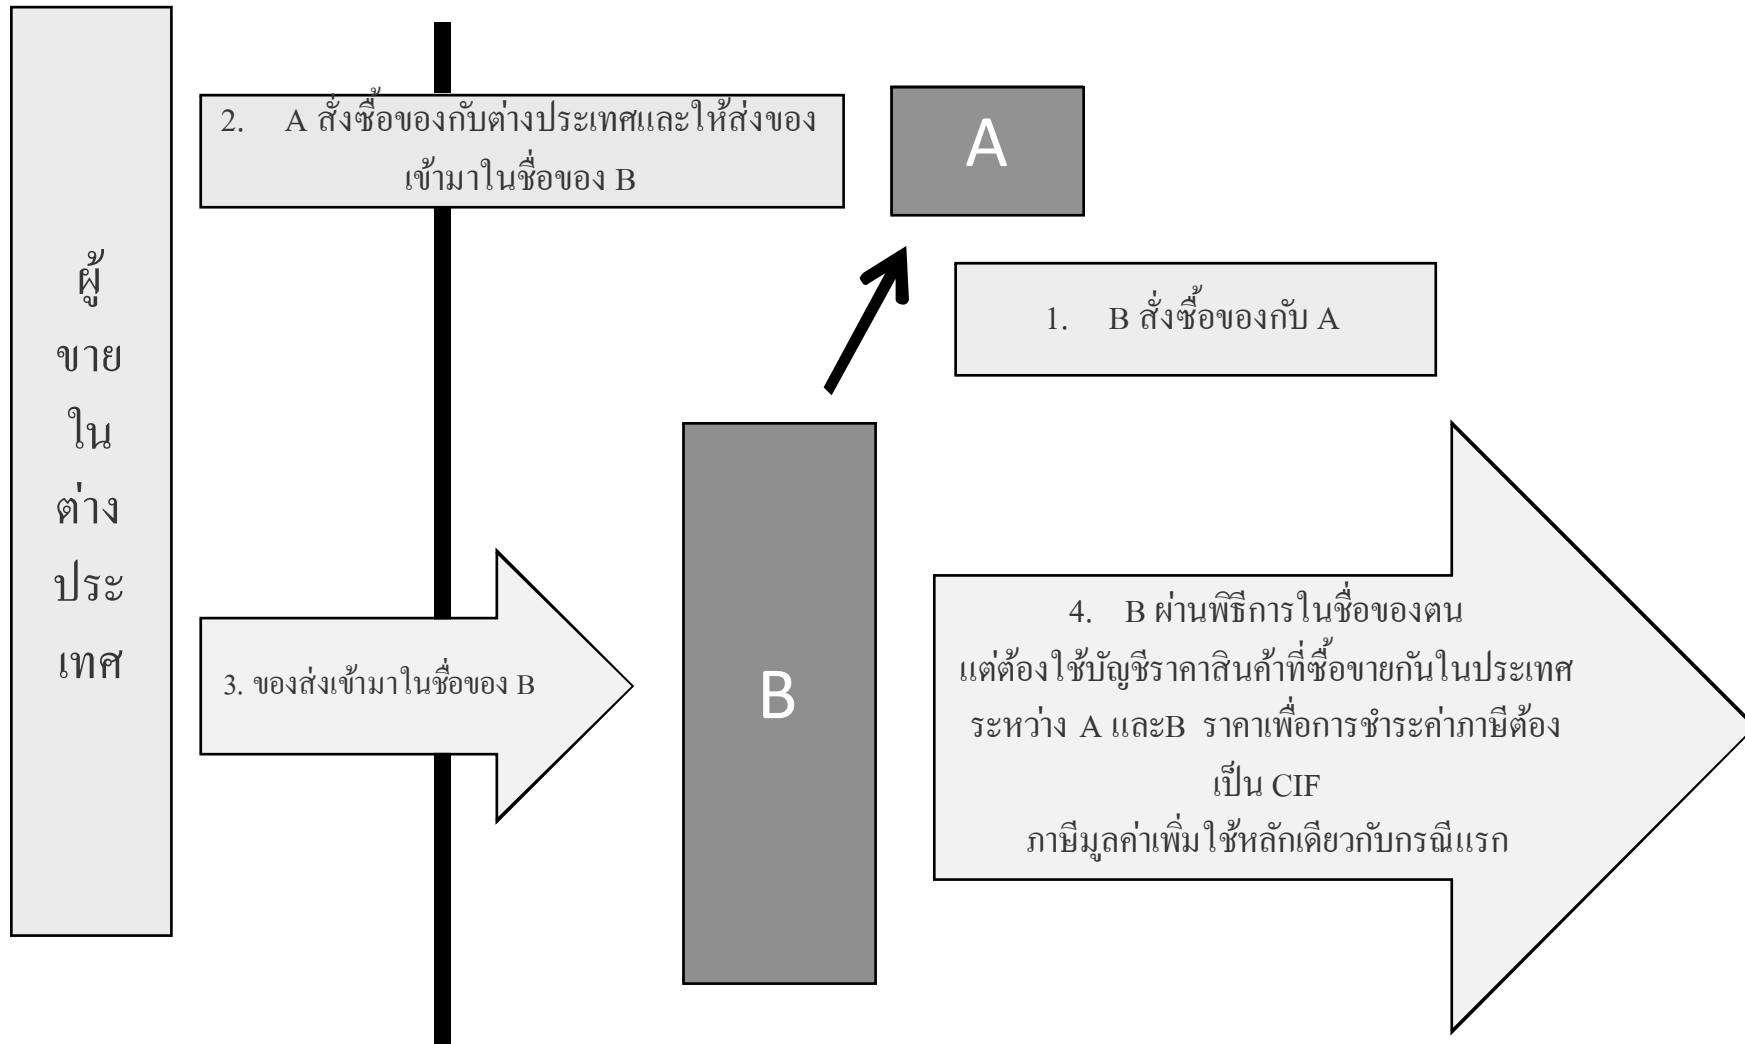 ผู้
ขาย
ใน
ต่าง
ประ
เทศ
2. A สั่งซื้อของกับต่างประเทศและให้ส่งของ
เข้ามาในชื่อของ B
A
1. B สั่งซื้อของกับ A
3. ของส่งเข้ามาในชื่อของ B
B
4. B ผ่านพิธีการในชื่อของตน
แต่ต้องใช้บัญชีราคาสินค้าที่ซื้อขายกันในประเทศ
ระหว่าง A และB ราคาเพื่อการชำระค่าภาษีต้อง
เป็น CIF
ภาษีมูลค่าเพิ่มใช้หลักเดียวกับกรณีแรก